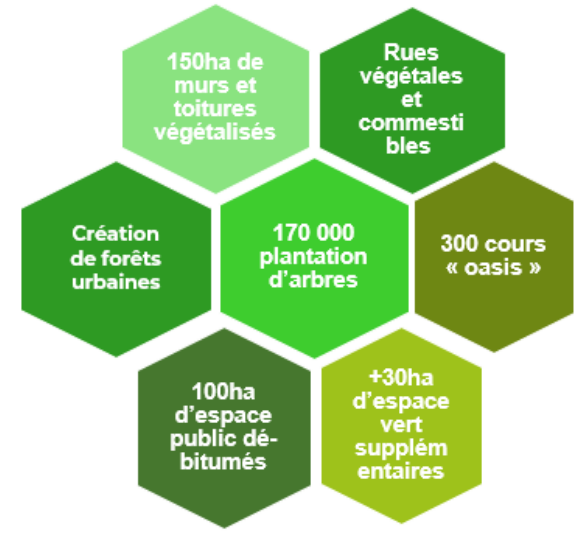 150ha de
murs et
toitures
végétalisés
Rues
végétales
et
commesti
bles
Création
de forêts
urbaines
170 000
plantation
d'arbres
300 cours
« oasis »
100ha
d'espace
public dé-
bitumés
+30ha
d'espace
vert
supplém
entaires